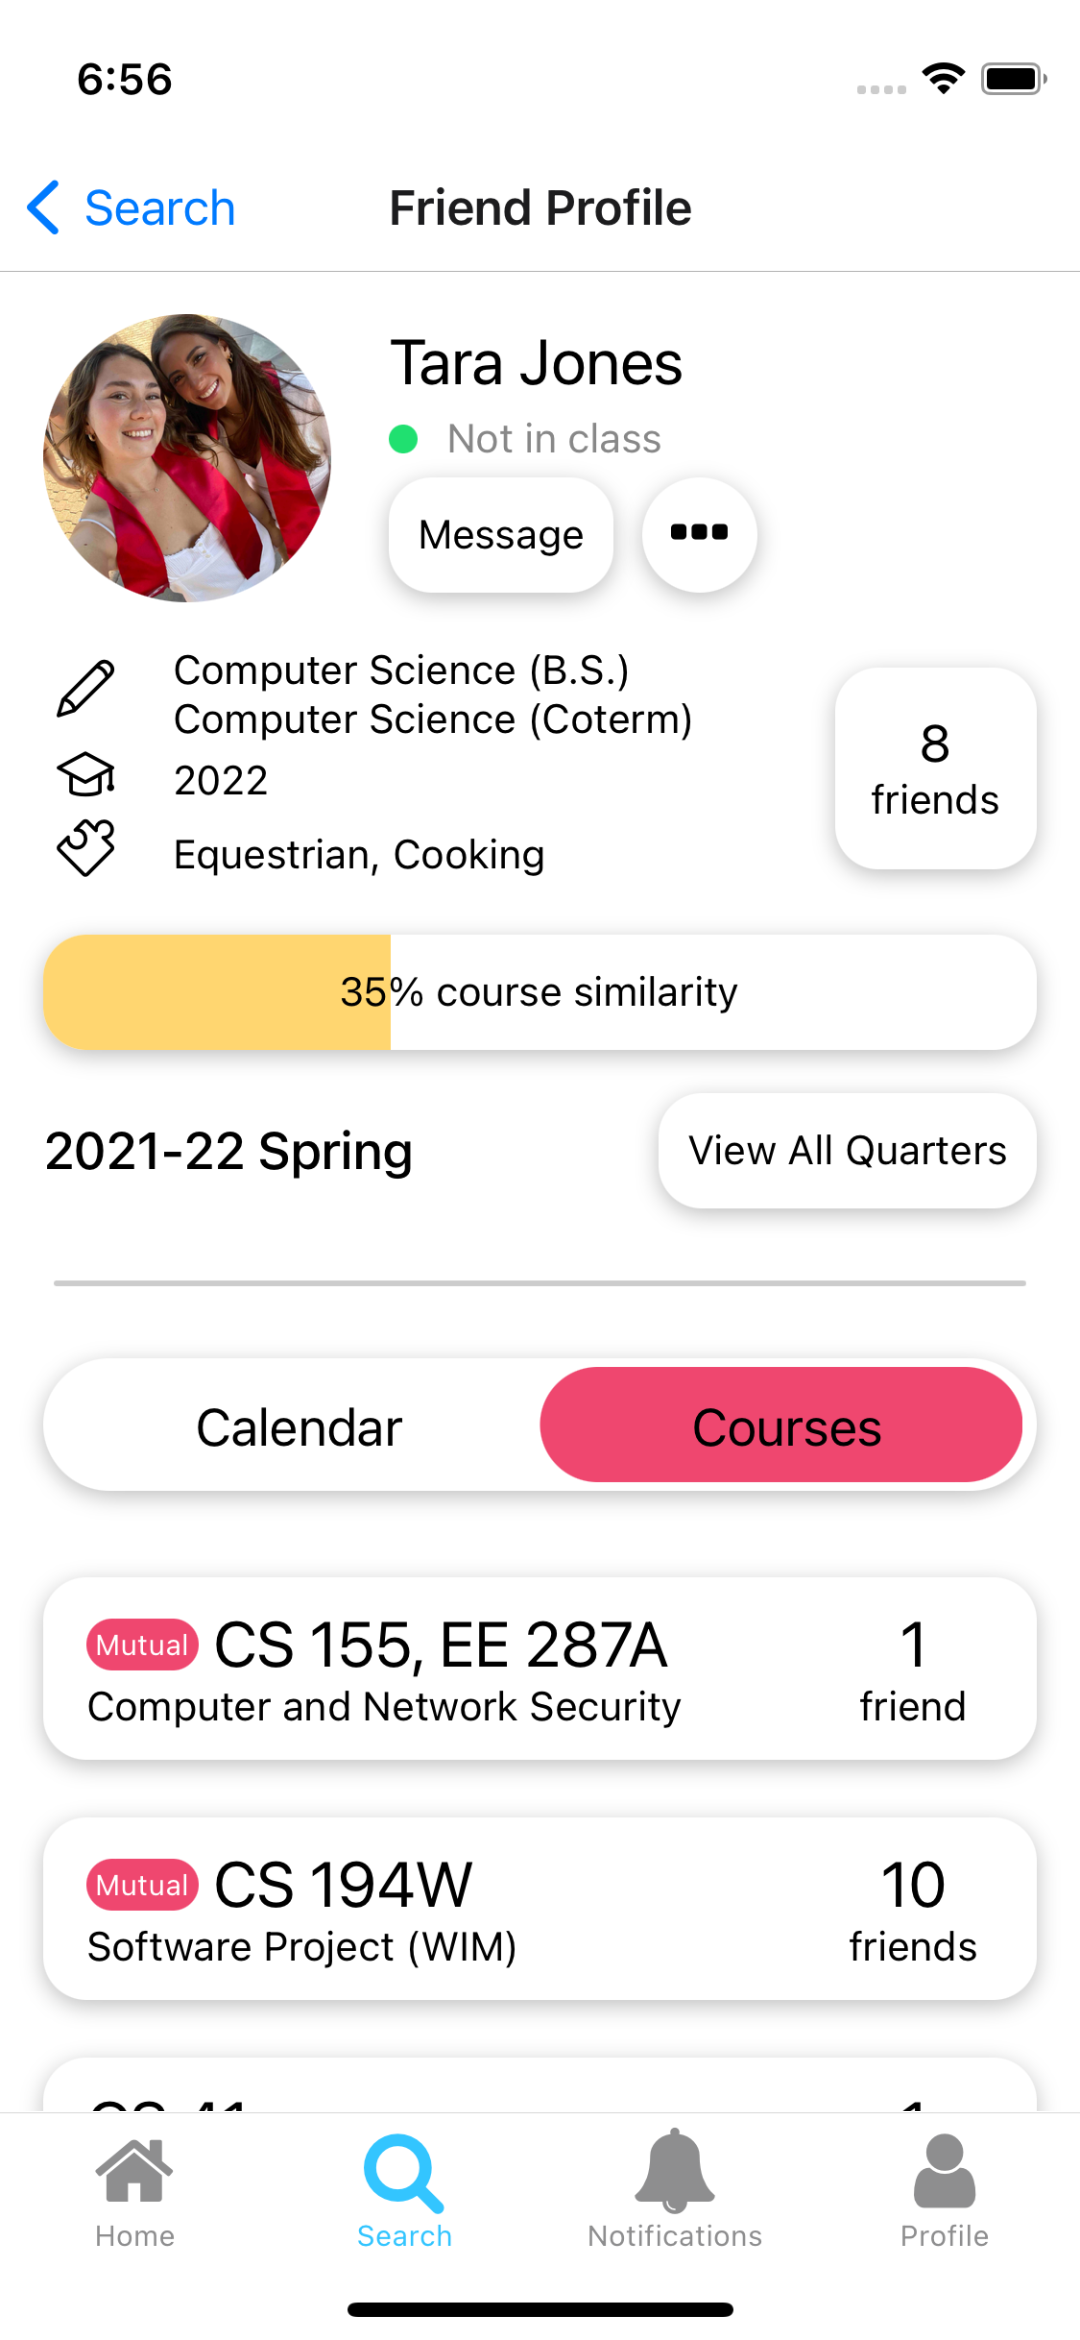 6:56
Search
Friend Profile
Tara Jones
Not in class
Message
Computer Science (B.S.)
Computer Science (Coterm)
2022
Equestrian, Cooking
8
friends
35% course similarity
2021-22 Spring
View All Quarters
Calendar
Courses
Mutual CS 155, EE 287A
Computer and Network Security
1
friend
Mutual CS 194W
Software Project (WIM)
10
friends
Home
Search
Notifications
Profile